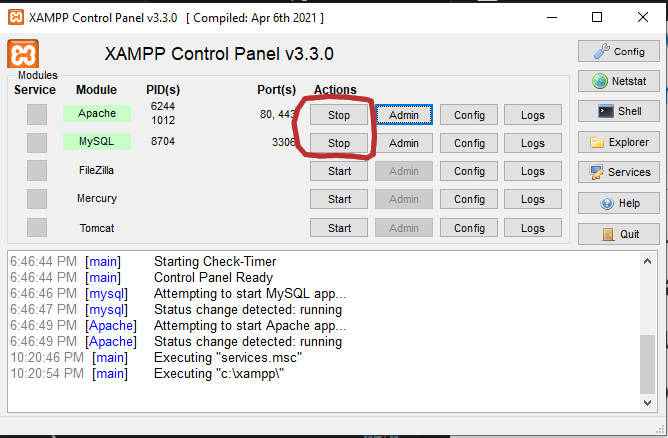 XAMPP Control Panel v3.3.0 [ Compiled: Apr 6th 2021 ]
XAMPP Control Panel v3.3.0
Config
Modules
Service Module PID(s) Port(s) Actions
Netstat
Apache 6244 1012 80, 443 Stop Admin Config Logs
Shell
MySQL 8704 3306 Stop Admin Config Logs
Explorer
FileZilla Start Admin Config Logs
Services
Mercury Start Admin Config Logs
Help
Tomcat Start Admin Config Logs
Quit
6:46:44 PM [main] Starting Check-Timer
6:46:44 PM [main] Control Panel Ready
6:46:46 PM [mysql] Attempting to start MySQL app...
6:46:47 PM [mysql] Status change detected: running
6:46:49 PM [Apache] Attempting to start Apache app...
6:46:49 PM [Apache] Status change detected: running
10:20:46 PM [main] Executing "services.msc"
10:20:54 PM [main] Executing "c:\xampp\"